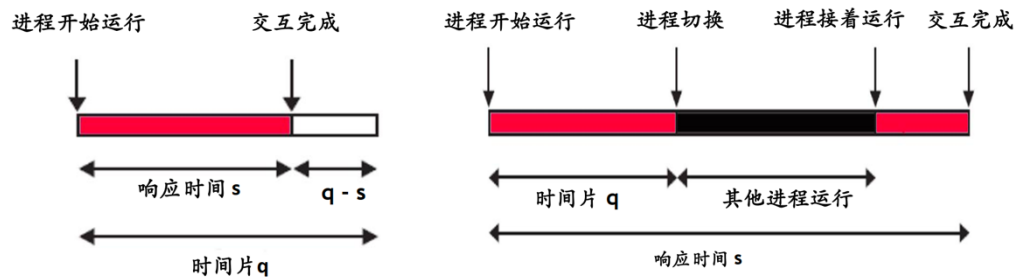 进程开始运行
交互完成
响应时间 s
q - s
时间片q
进程开始运行
进程切换
进程接着运行
交互完成
时间片 q
其他进程运行
响应时间 s